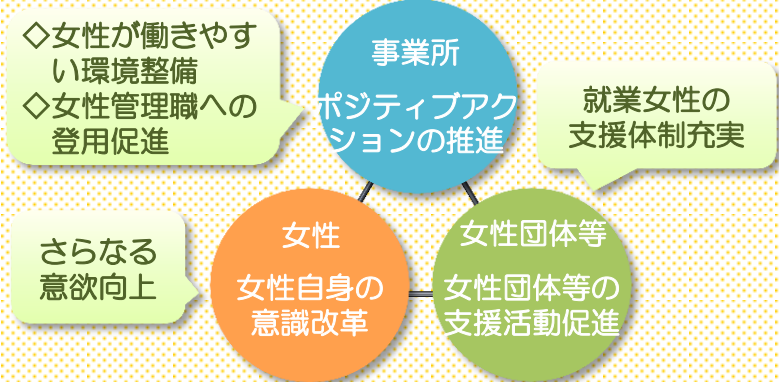 ◇女性が働きやす
い環境整備
◇女性管理職への
登用促進
事業所
ポジティブアク
ションの推進
就業女性の
支援体制充実
さらなる
意欲向上
女性
女性自身の
意識改革
女性団体等
女性団体等の
支援活動促進